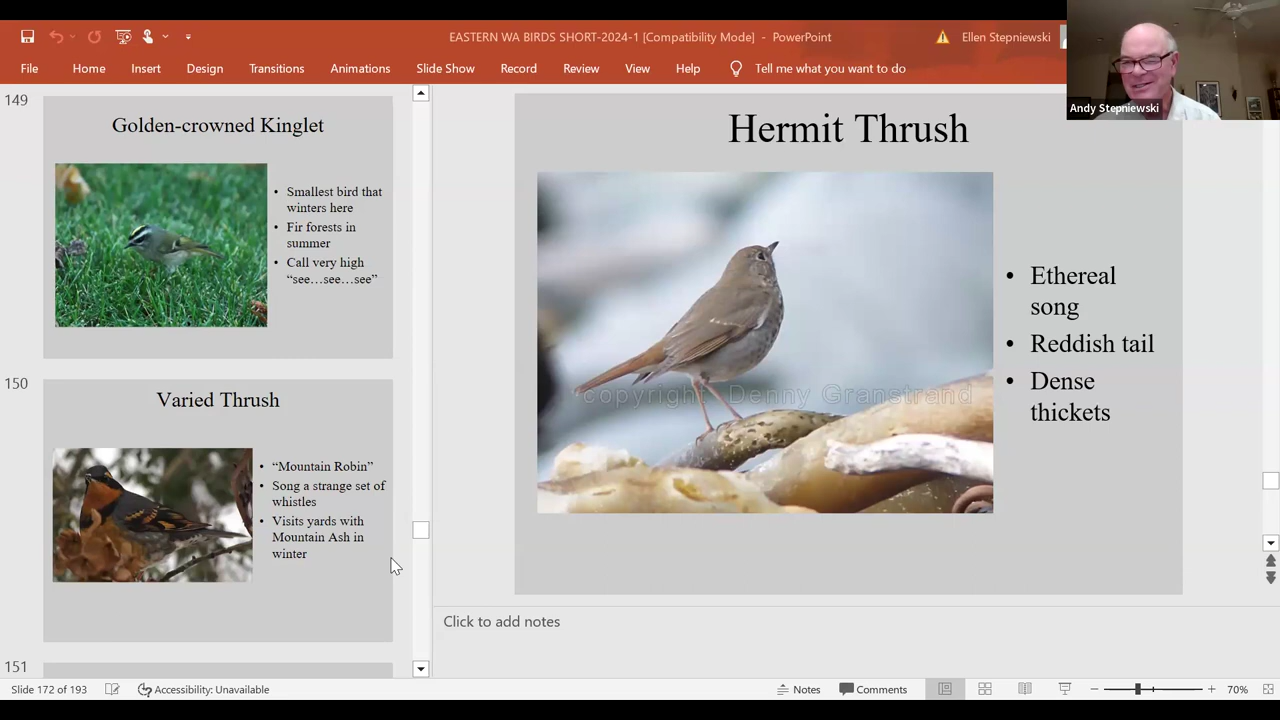 EASTERN WA BIRDS SHORT-2024-1 [Compatibility Mode] - PowerPoint
Ellen Stepniewski
File Home Insert Design Transitions Animations Slide Show Record Review View Help Tell me what you want to do
Andy Stepniewski
149
Golden-crowned Kinglet
• Smallest bird that
winters here
• Fir forests in
summer
• Call very high
“see…see…see”
150
Varied Thrush
• “Mountain Robin”
• Song a strange set of
whistles
• Visits yards with
Mountain Ash in
winter
151
Hermit Thrush
copyright Denny Granstrand
• Ethereal
song
• Reddish tail
• Dense
thickets
Click to add notes
Slide 172 of 193 Accessibility: Unavailable Notes Comments 70%